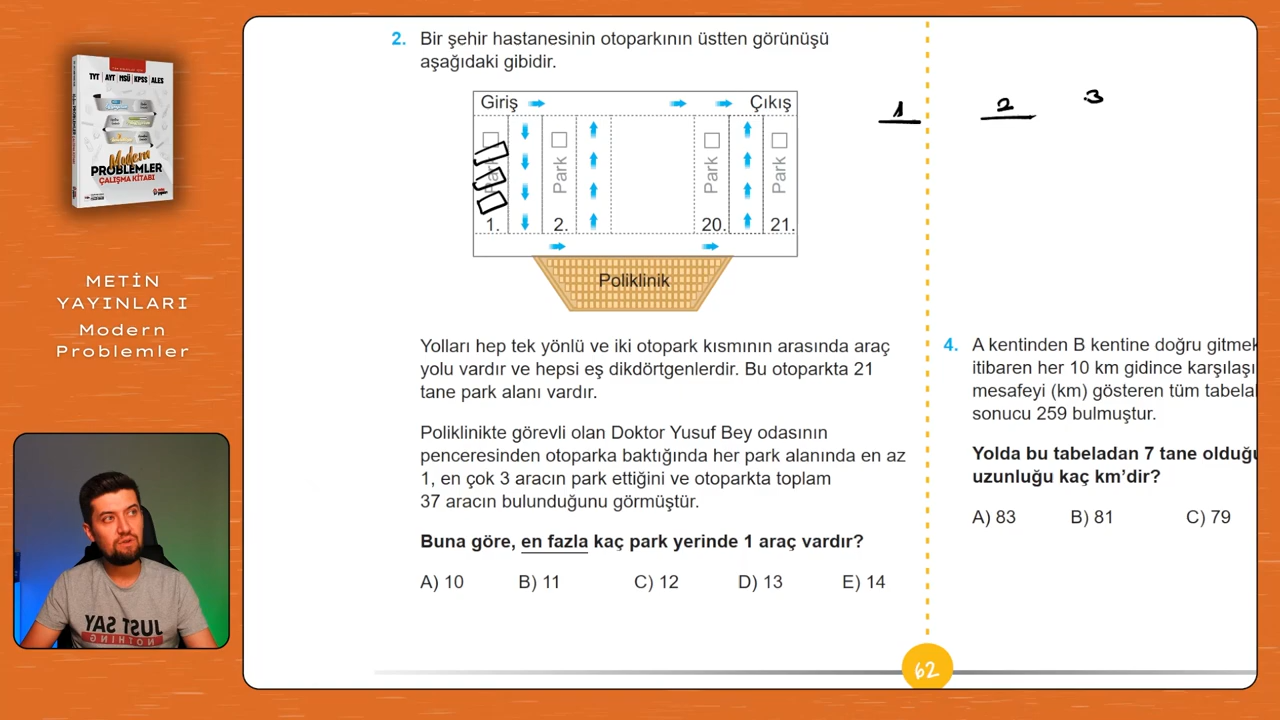 TYT | AYT | MSÜ | KPSS | ALES
Modern
PROBLEMLER
ÇALIŞMA KİTABI
METİN
YAYINLARI
Modern
Problemler
JUST SAY
NOTHING
2. Bir şehir hastanesinin otoparkının üstten görünüşü
aşağıdaki gibidir.
Giriş
Çıkış
Park
Park
Park
Park
1.
2.
20.
21.
Poliklinik
Yolları hep tek yönlü ve iki otopark kısmının arasında araç
yolu vardır ve hepsi eş dikdörtgenlerdir. Bu otoparkta 21
tane park alanı vardır.
Poliklinikte görevli olan Doktor Yusuf Bey odasının
penceresinden otoparka baktığında her park alanında en az
1, en çok 3 aracın park ettiğini ve otoparkta toplam
37 aracın bulunduğunu görmüştür.
Buna göre, en fazla kaç park yerinde 1 araç vardır?
A) 10 B) 11 C) 12 D) 13 E) 14
1 2 3
4. A kentinden B kentine doğru gitmek
itibaren her 10 km gidince karşılaşı
mesafeyi (km) gösteren tüm tabela
sonucu 259 bulmuştur.
Yolda bu tabeladan 7 tane olduğu
uzunluğu kaç km'dir?
A) 83 B) 81 C) 79
62